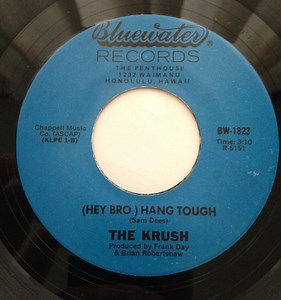 Bluewater
RECORDS
THE PENTHOUSE
1222 WAIMANU
HONOLULU, HAWAII
Chappell Music
Co. (ASCAP)
(KLPE 1-B)
BW-1823
Time: 3:10
R-6151
(HEY BRO.) HANG TOUGH
(Sam Dees)
THE KRUSH
Produced by Frank Day
& Brian Robertshaw